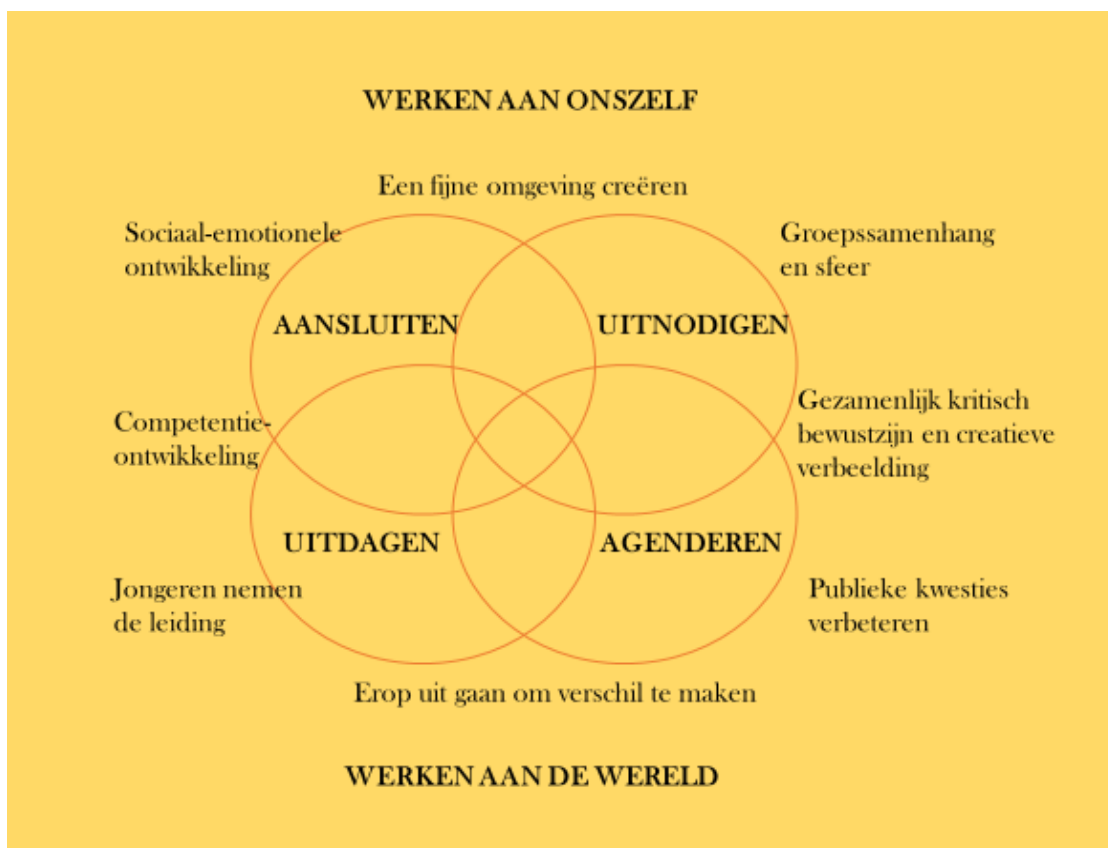 WERKEN AAN ONSZELF
Een fijne omgeving creëren
Sociaal-emotionele
ontwikkeling
Groepssamenhang
en sfeer
AANSLUITEN
UITNODIGEN
Competentie-
ontwikkeling
Gezamenlijk kritisch
bewustzijn en creatieve
verbeelding
UITDAGEN
AGENDEREN
Jongeren nemen
de leiding
Publieke kwesties
verbeteren
Erop uit gaan om verschil te maken
WERKEN AAN DE WERELD